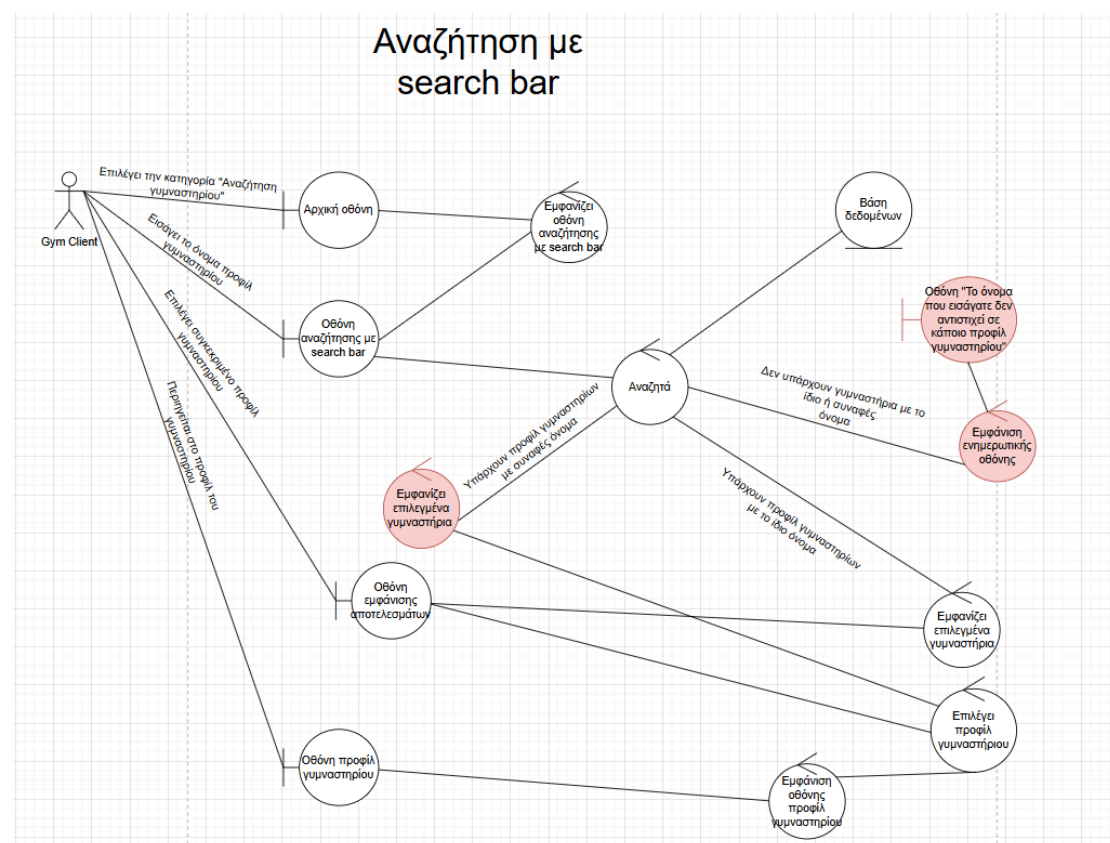 Αναζήτηση με
search bar
Επιλέγει την κατηγορία "Αναζήτηση
γυμναστηρίου"
Gym Client
Αρχική οθόνη
Εμφανίζει
οθόνη
αναζήτησης
με search bar
Βάση
δεδομένων
Εισάγει το όνομα προφίλ
γυμναστηρίου
Οθόνη "Το όνομα
που εισάγατε δεν
αντιστιχεί σε
κάποιο προφίλ
γυμναστηρίου"
Οθόνη
αναζήτησης με
search bar
Επιλέγει συγκεκριμένο προφίλ
γυμναστηρίου
Αναζητά
Δεν υπάρχουν γυμναστήρια με το
ίδιο ή συναφές
όνομα
Περιηγείται στο προφίλ του
γυμναστηρίου
Υπάρχουν προφίλ γυμναστηρίων
με συναφές όνομα
Εμφάνιση
ενημερωτικής
οθόνης
Εμφανίζει
επιλεγμένα
γυμναστήρια
Υπάρχουν προφίλ γυμναστηρίων
με το ίδιο όνομα
Οθόνη
εμφάνισης
αποτελεσμάτων
Εμφανίζει
επιλεγμένα
γυμναστήρια
Επιλέγει
προφίλ
γυμναστήριου
Οθόνη προφίλ
γυμναστηρίου
Εμφάνιση
οθόνης
προφίλ
γυμναστηρίου